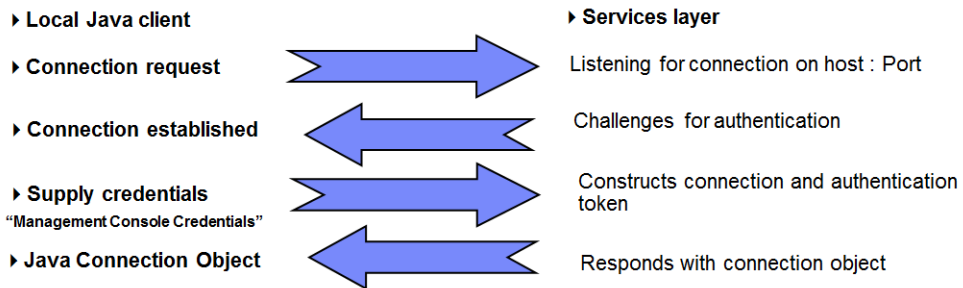 Local Java client
Services layer
Connection request
Listening for connection on host : Port
Connection established
Challenges for authentication
Supply credentials
"Management Console Credentials"
Constructs connection and authentication
token
Java Connection Object
Responds with connection object